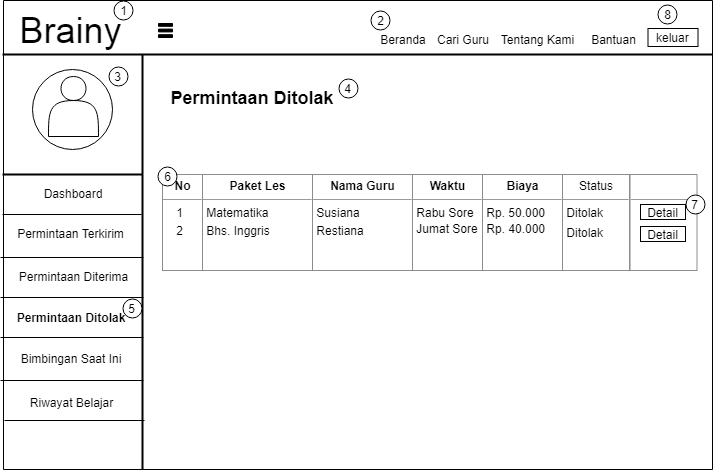 Brainy 1
2 8
Beranda Cari Guru Tentang Kami Bantuan keluar
3
Permintaan Ditolak 4
6 No Paket Les Nama Guru Waktu Biaya Status
1 Matematika Susiana Rabu Sore Rp. 50.000 Ditolak Detail 7
2 Bhs. Inggris Restiana Jumat Sore Rp. 40.000 Ditolak Detail
Dashboard
Permintaan Terkirim
Permintaan Diterima
Permintaan Ditolak 5
Bimbingan Saat Ini
Riwayat Belajar